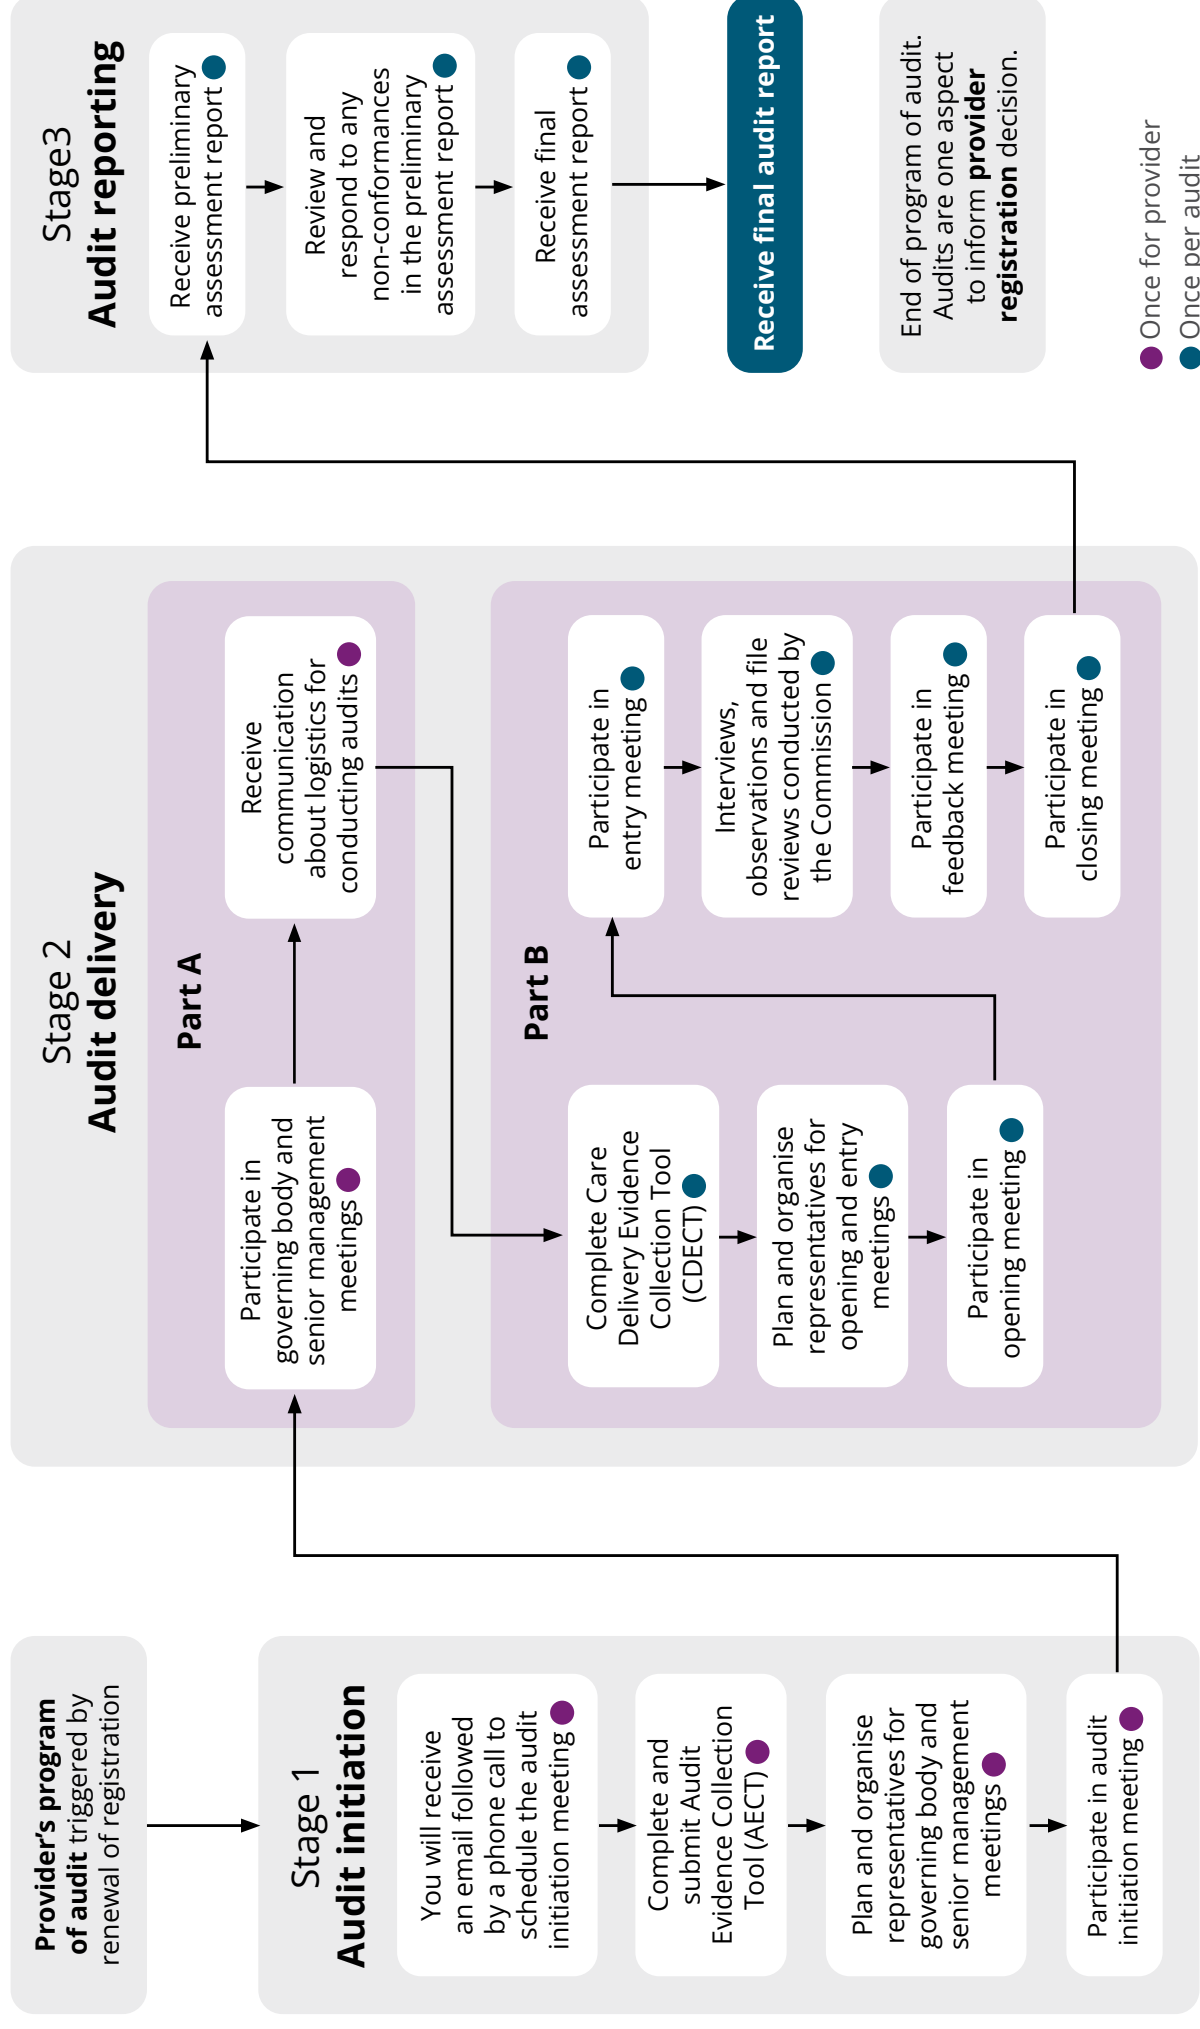 Provider’s program
of audit triggered by
renewal of registration
Stage 1
Audit initiation
You will receive
an email followed
by a phone call to
schedule the audit
initiation meeting
Complete and
submit Audit
Evidence Collection
Tool (AECT)
Plan and organise
representatives for
governing body and
senior management
meetings
Participate in audit
initiation meeting
Stage 2
Audit delivery
Part A
Participate in
governing body and
senior management
meetings
Receive
communication
about logistics for
conducting audits
Part B
Complete Care
Delivery Evidence
Collection Tool
(CDECT)
Plan and organise
representatives for
opening and entry
meetings
Participate in
opening meeting
Participate in
entry meeting
Interviews,
observations and file
reviews conducted by
the Commission
Participate in
feedback meeting
Participate in
closing meeting
Stage3
Audit reporting
Receive preliminary
assessment report
Review and
respond to any
non-conformances
in the preliminary
assessment report
Receive final
assessment report
Receive final audit report
End of program of audit.
Audits are one aspect
to inform provider
registration decision.
Once for provider
Once per audit